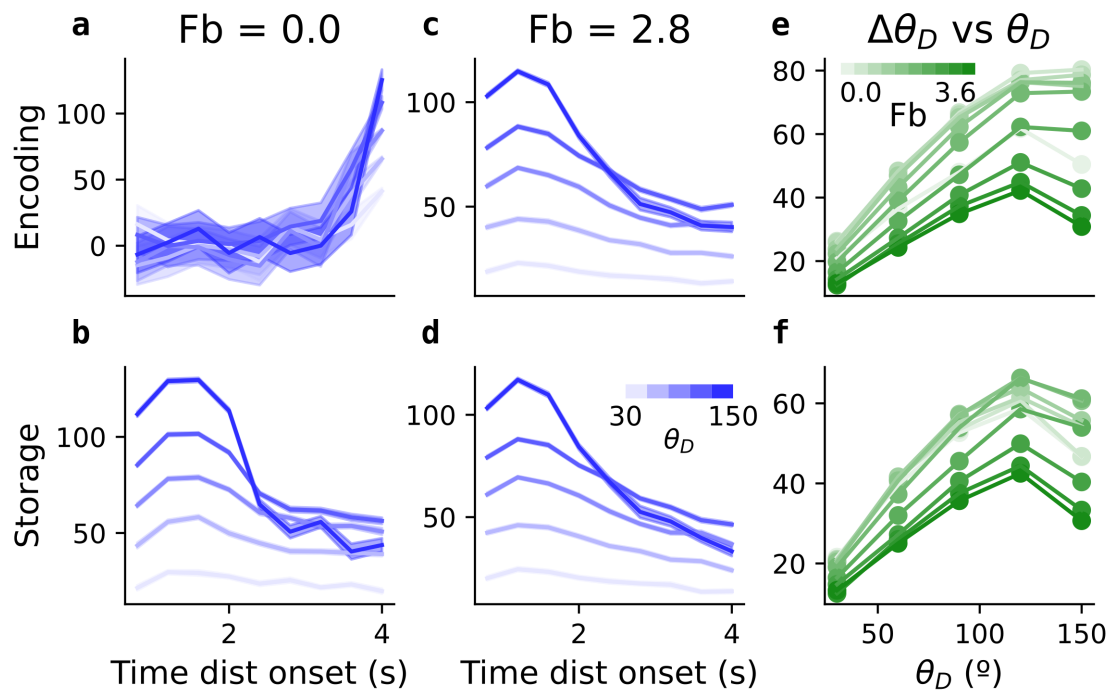 a Fb = 0.0
c Fb = 2.8
e Δθ_D vs θ_D
Encoding
100
50
0
100
50
80
60
40
20
0.0 3.6
Fb
b
d
f
Storage
100
50
2 4
100
50
30 150
θ_D
2 4
60
40
20
50 100 150
Time dist onset (s)
Time dist onset (s)
θ_D (º)